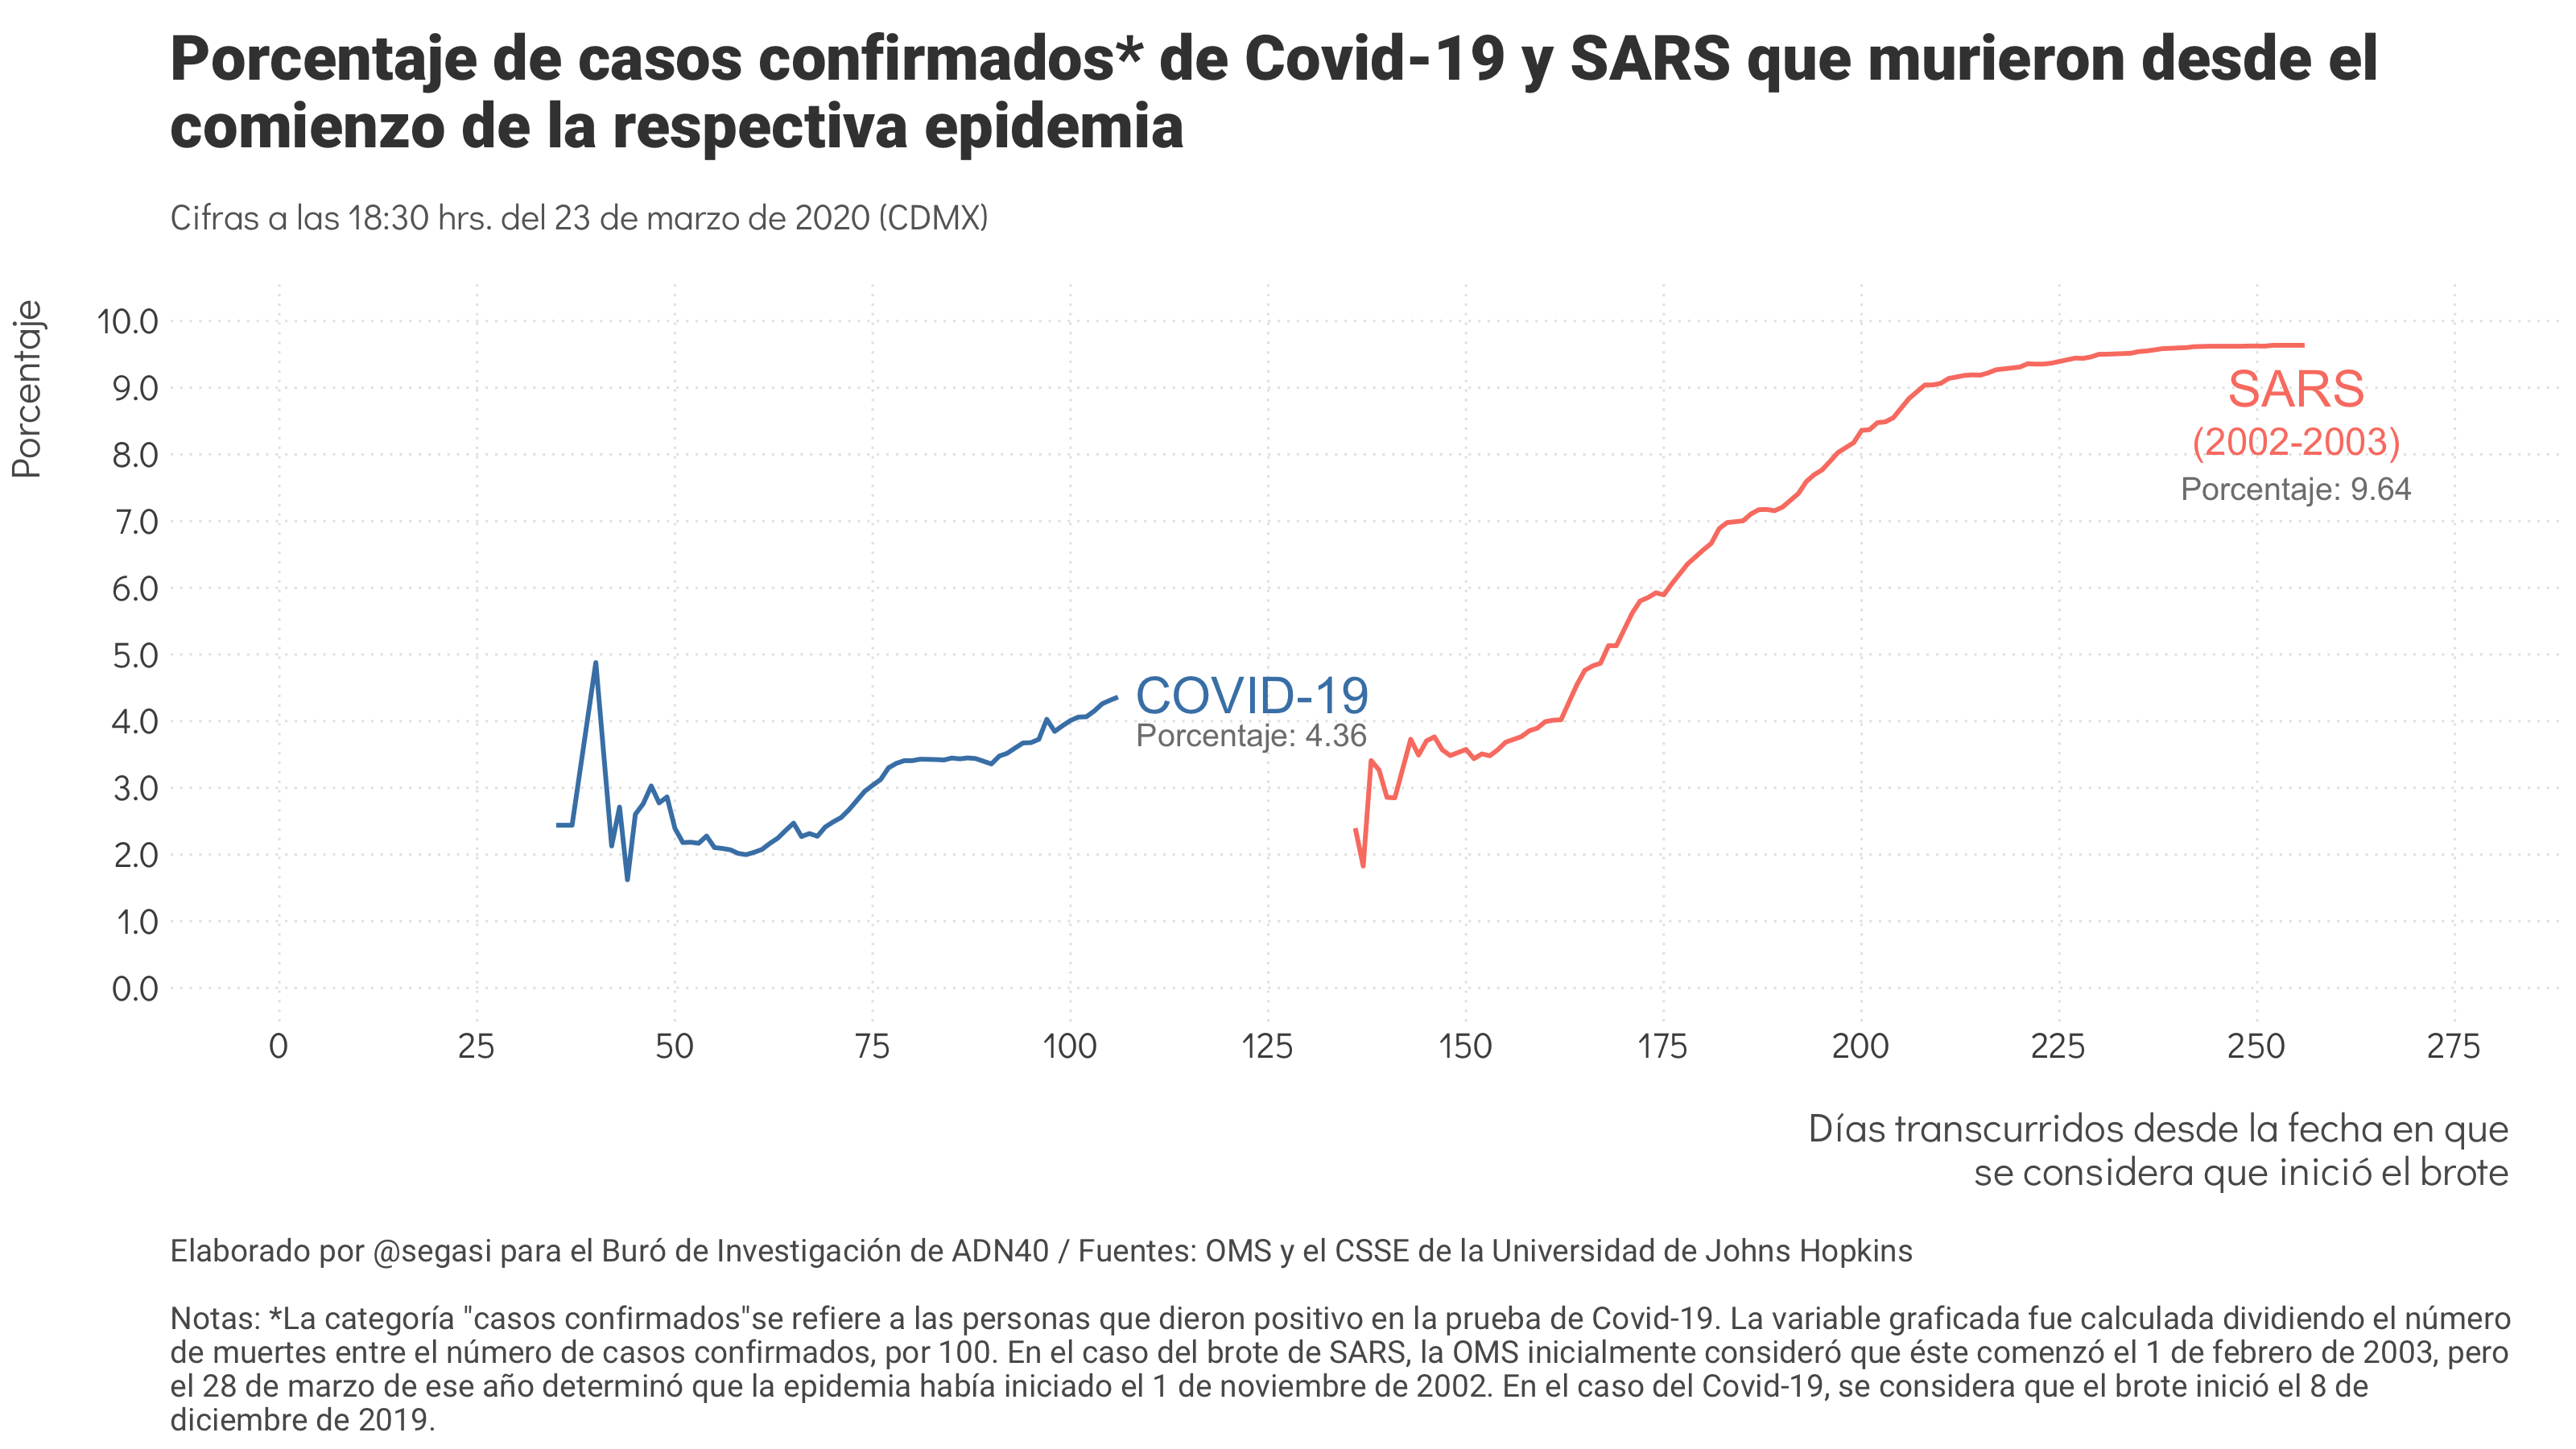 Porcentaje de casos confirmados* de Covid-19 y SARS que murieron desde el
comienzo de la respectiva epidemia
Cifras a las 18:30 hrs. del 23 de marzo de 2020 (CDMX)
Porcentaje
10.0
9.0
8.0
7.0
6.0
5.0
4.0
3.0
2.0
1.0
0.0
SARS
(2002-2003)
Porcentaje: 9.64
COVID-19
Porcentaje: 4.36
0 25 50 75 100 125 150 175 200 225 250 275
Días transcurridos desde la fecha en que
se considera que inició el brote
Elaborado por @segasi para el Buró de Investigación de ADN40 / Fuentes: OMS y el CSSE de la Universidad de Johns Hopkins
Notas: *La categoría "casos confirmados"se refiere a las personas que dieron positivo en la prueba de Covid-19. La variable graficada fue calculada dividiendo el número
de muertes entre el número de casos confirmados, por 100. En el caso del brote de SARS, la OMS inicialmente consideró que éste comenzó el 1 de febrero de 2003, pero
el 28 de marzo de ese año determinó que la epidemia había iniciado el 1 de noviembre de 2002. En el caso del Covid-19, se considera que el brote inició el 8 de
diciembre de 2019.